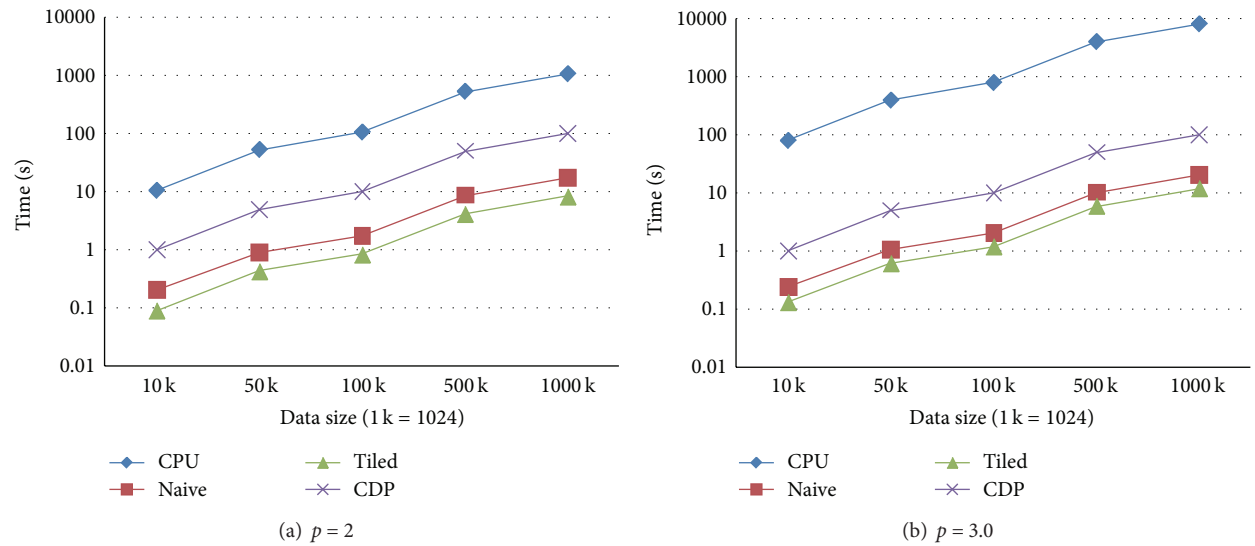 10000
1000
100
10
1
0.1
0.01
Time (s)
10 k
50 k
100 k
500 k
1000 k
Data size (1 k = 1024)
CPU
Naive
Tiled
CDP
(a) p = 2
10000
1000
100
10
1
0.1
0.01
Time (s)
10 k
50 k
100 k
500 k
1000 k
Data size (1 k = 1024)
CPU
Naive
Tiled
CDP
(b) p = 3.0